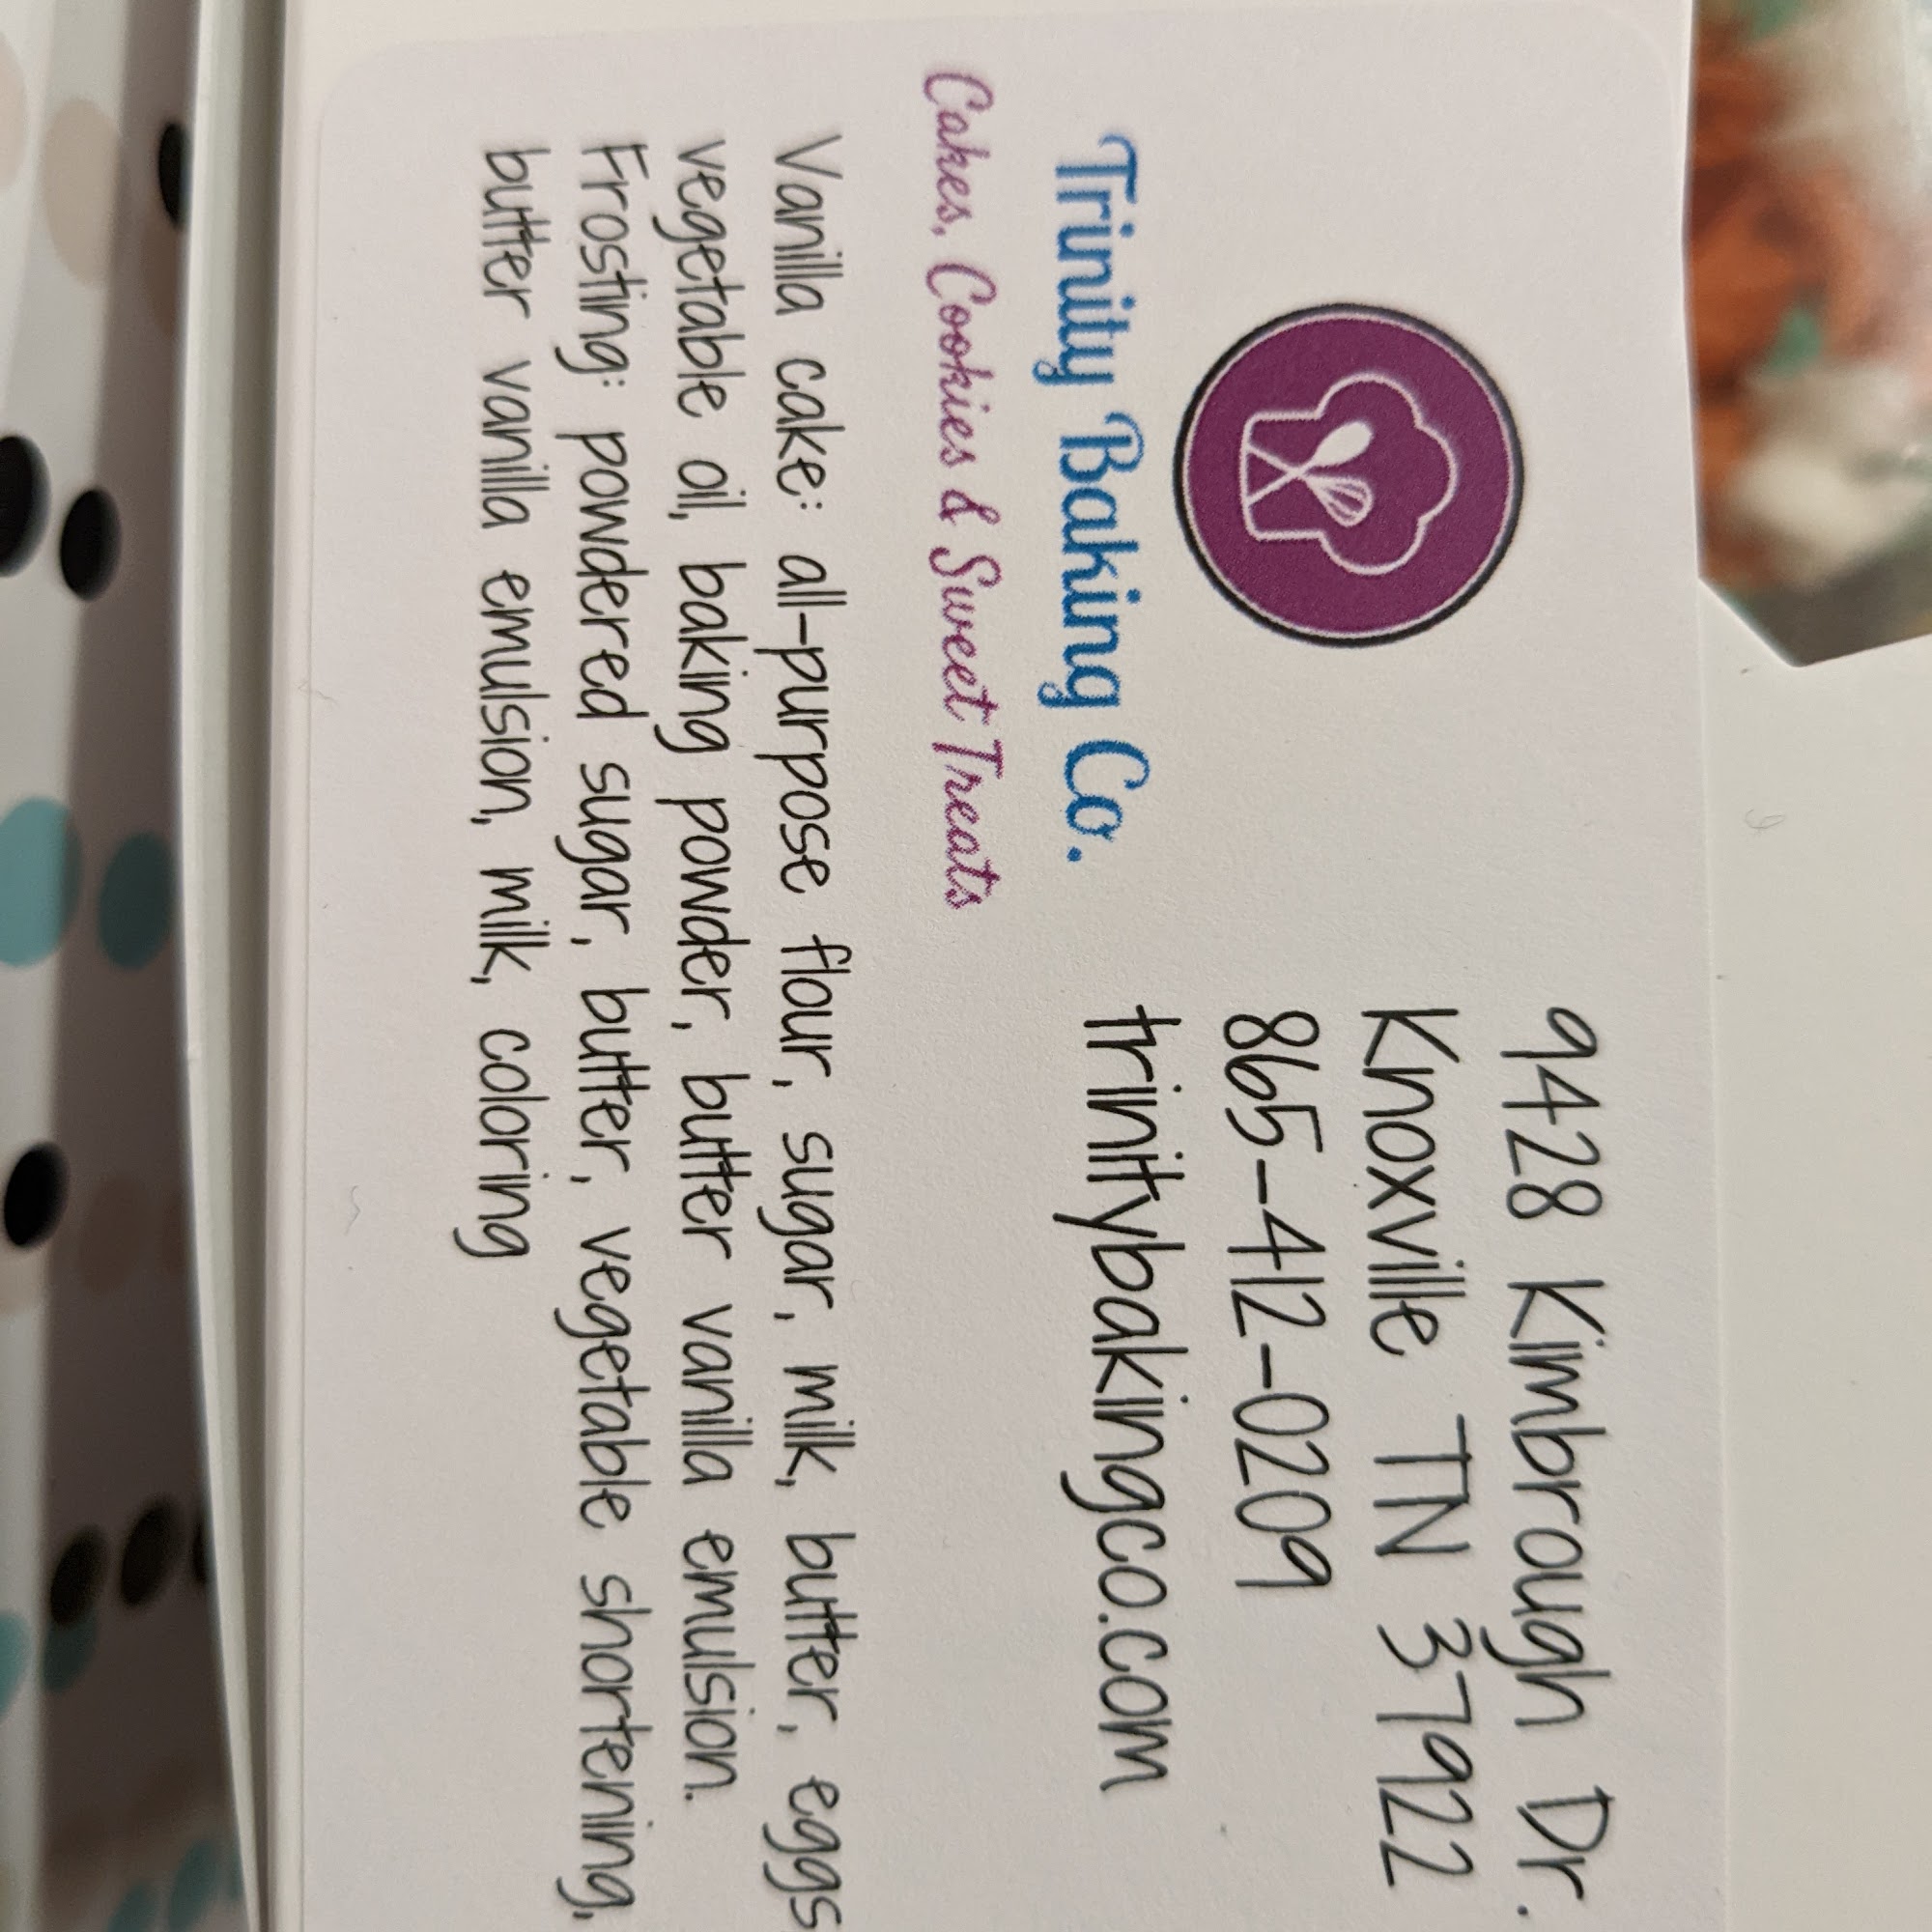 Trinity Baking Co.
Cakes, Cookies & Sweet Treats
9428 Kimbrough Dr.
Knoxville TN 37922
865-412-0209
trinitybakingco.com
Vanilla cake: all-purpose flour, sugar, milk, butter, eggs
vegetable oil, baking powder, butter vanilla emulsion.
Frosting: powdered sugar, butter, vegetable shortening,
butter vanilla emulsion, milk, coloring